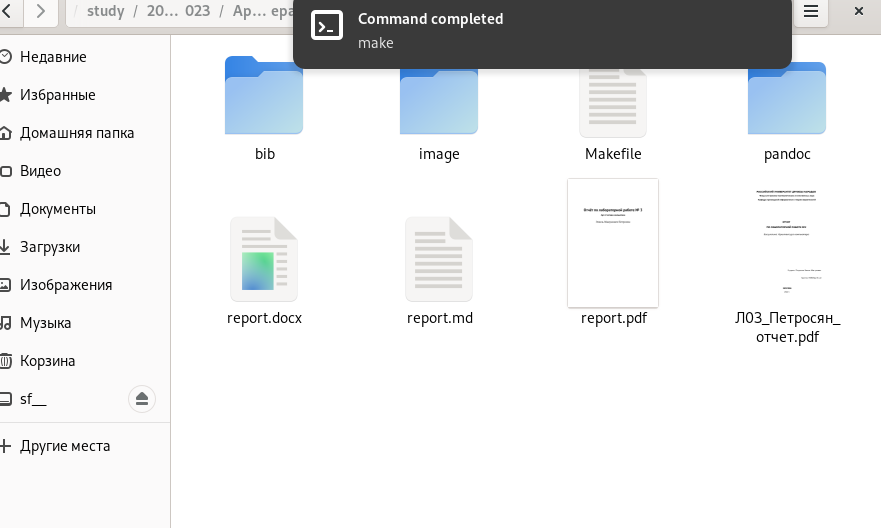 study / 20... 023 / Ар... ера
Command completed
make
Недавние
Избранные
Домашняя папка
Видео
Документы
Загрузки
Изображения
Музыка
Корзина
sf__
Другие места
bib
image
Makefile
pandoc
report.docx
report.md
report.pdf
Л03_Петросян_
отчет.pdf